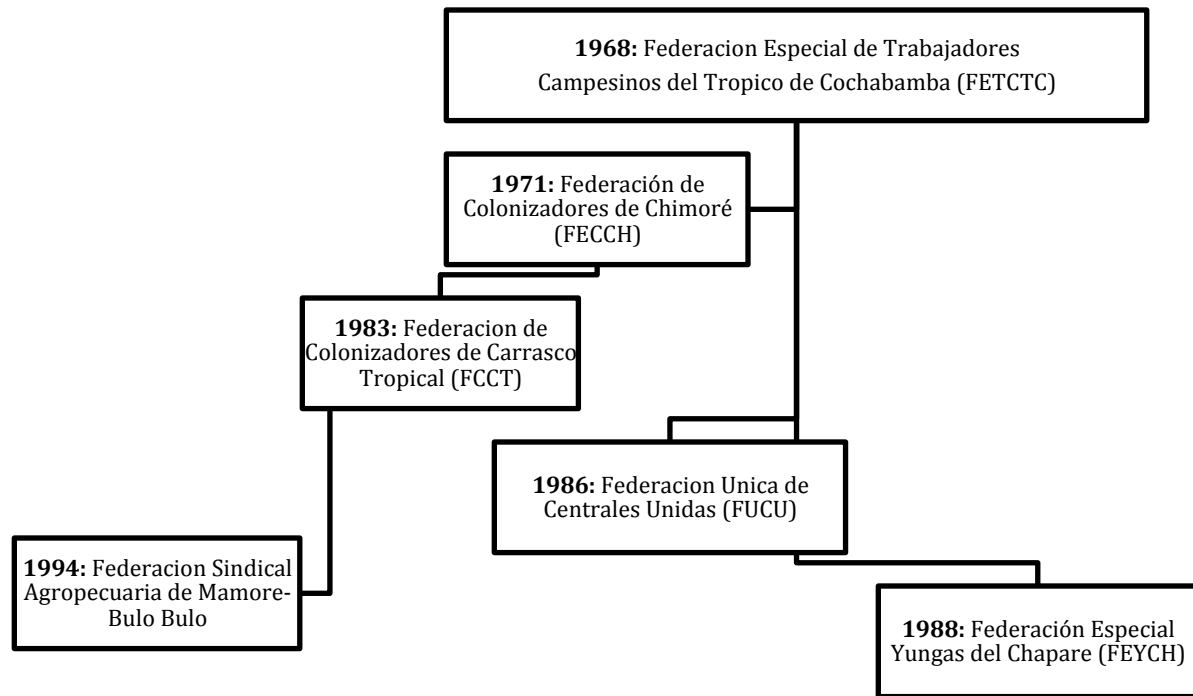 1968: Federacion Especial de Trabajadores
Campesinos del Tropico de Cochabamba (FETCTC)
1971: Federación de
Colonizadores de Chimoré
(FECCH)
1983: Federacion de
Colonizadores de Carrasco
Tropical (FCCT)
1986: Federacion Unica de
Centrales Unidas (FUCU)
1994: Federacion Sindical
Agropecuaria de Mamore-
Bulo Bulo
1988: Federación Especial
Yungas del Chapare (FEYCH)